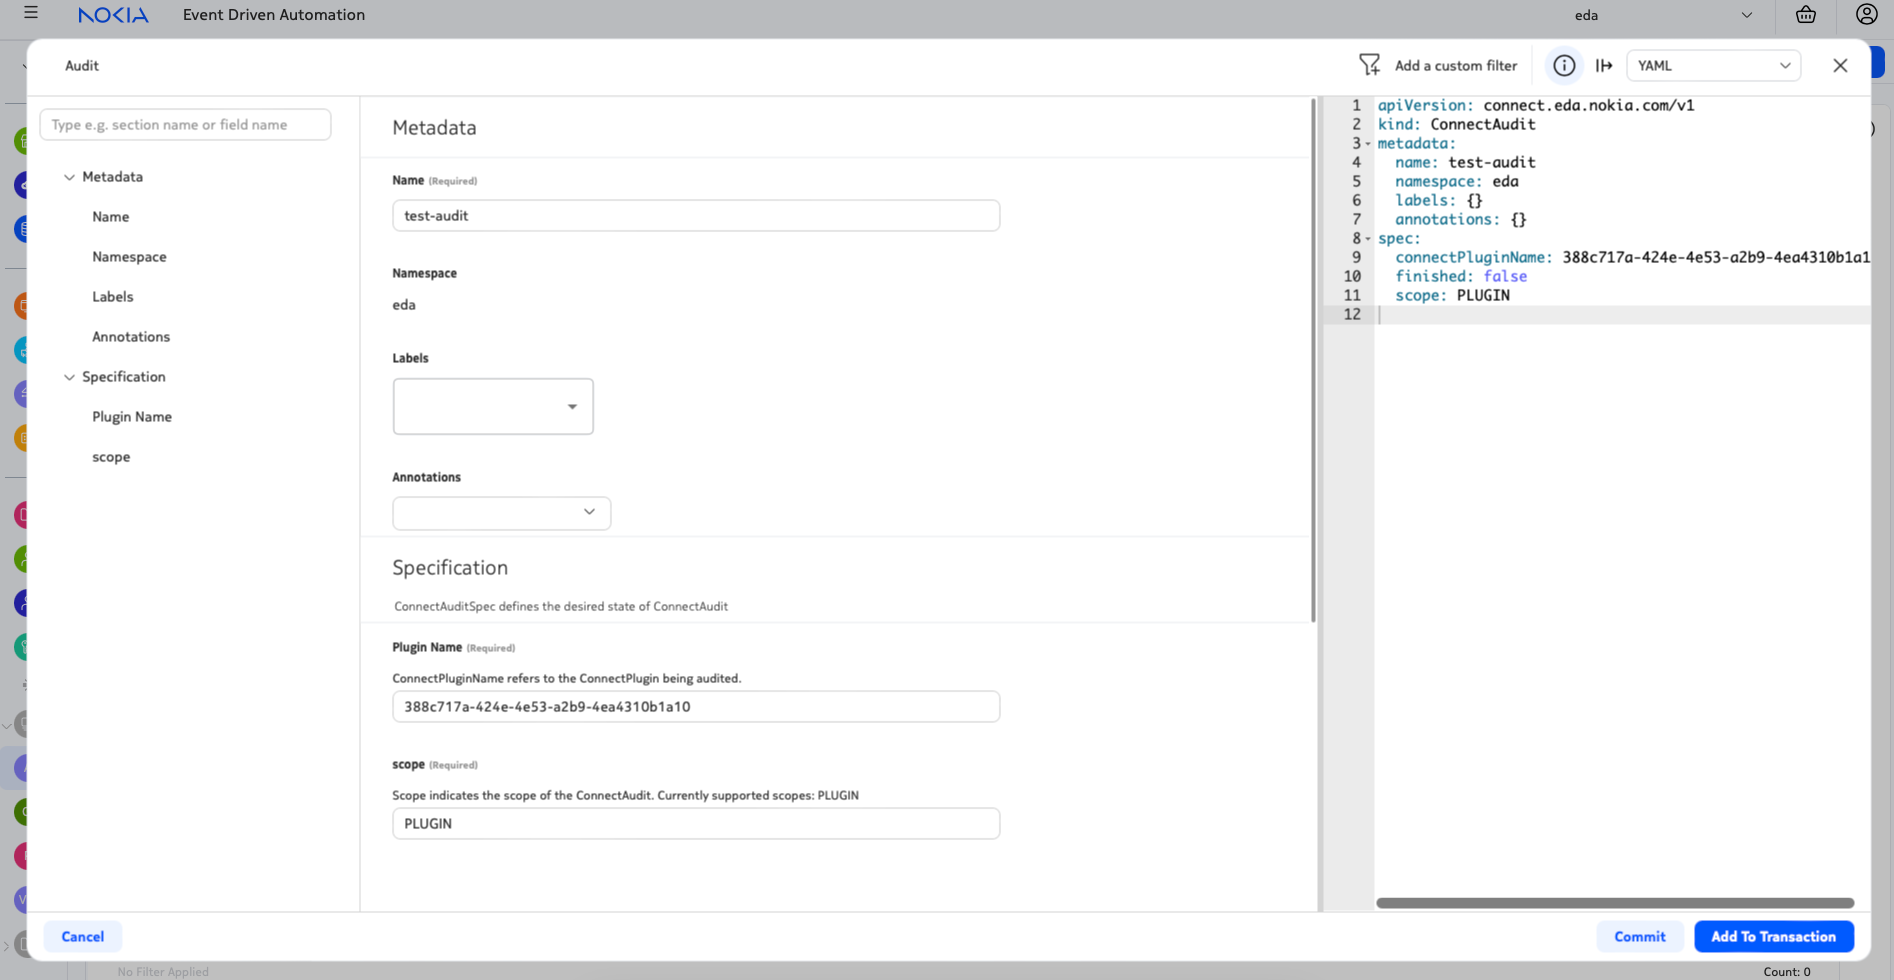 NOKIA Event Driven Automation eda
Audit Add a custom filter YAML
Type e.g. section name or field name
Metadata
Name
Namespace
Labels
Annotations
Specification
Plugin Name
scope
Metadata
Name (Required)
test-audit
Namespace
eda
Labels
Annotations
Specification
ConnectAuditSpec defines the desired state of ConnectAudit
Plugin Name (Required)
ConnectPluginName refers to the ConnectPlugin being audited.
388c717a-424e-4e53-a2b9-4ea4310b1a10
scope (Required)
Scope indicates the scope of the ConnectAudit. Currently supported scopes: PLUGIN
PLUGIN
1 apiVersion: connect.eda.nokia.com/v1
2 kind: ConnectAudit
3 metadata:
4 name: test-audit
5 namespace: eda
6 labels: {}
7 annotations: {}
8 spec:
9 connectPluginName: 388c717a-424e-4e53-a2b9-4ea4310b1a1
10 finished: false
11 scope: PLUGIN
12
Cancel Commit Add To Transaction
No Filter Applied Count: 0